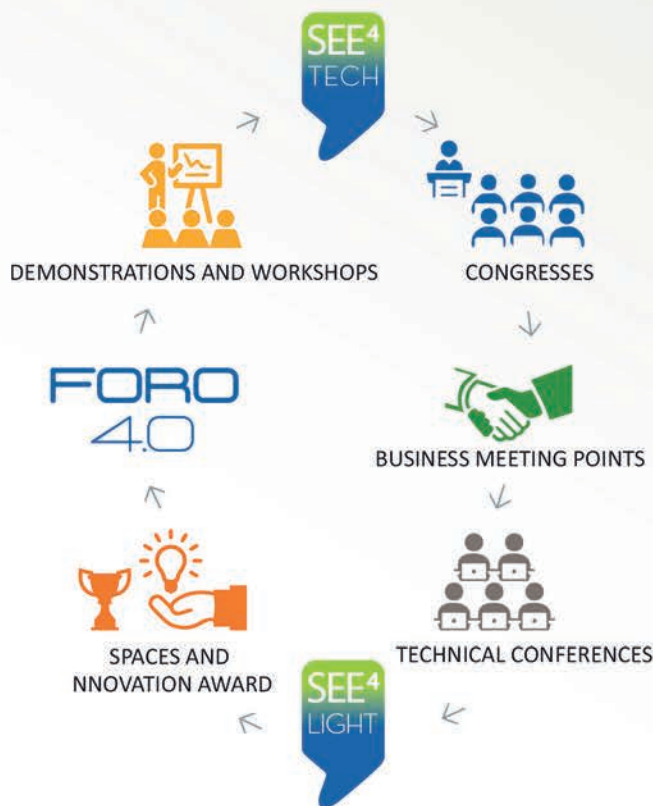 SEE⁴
TECH
DEMONSTRATIONS AND WORKSHOPS
CONGRESSES
FORO
4.0
BUSINESS MEETING POINTS
SPACES AND
NNOVATION AWARD
TECHNICAL CONFERENCES
SEE⁴
LIGHT